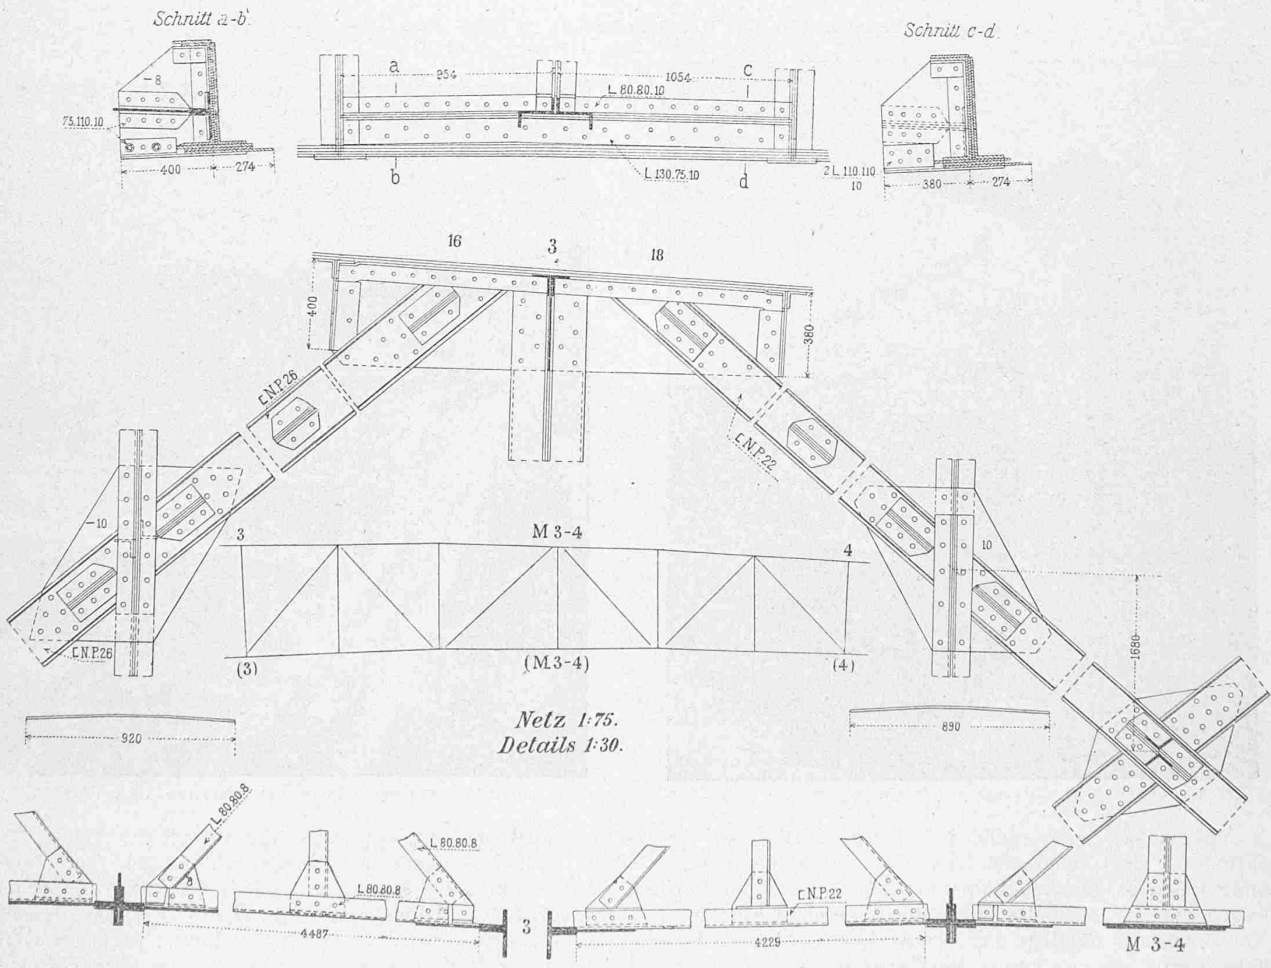 Schnitt a-b.
Schnitt c-d.
a
954
1054
c
L 80.80.10
8
75.110.10
400
274
b
L 130.75.10
d
2 L 110.110
10
380
274
16
3
18
400
380
[ N.P. 26
[ N.P. 22
10
10
3
M 3-4
4
1680
[ N.P. 26
(3)
(M.3-4)
(4)
920
Netz 1:75.
Details 1:30.
890
L 80.80.8
L 80.80.8
8
L 80.80.8
[ N.P. 22
4487
3
4229
M 3-4